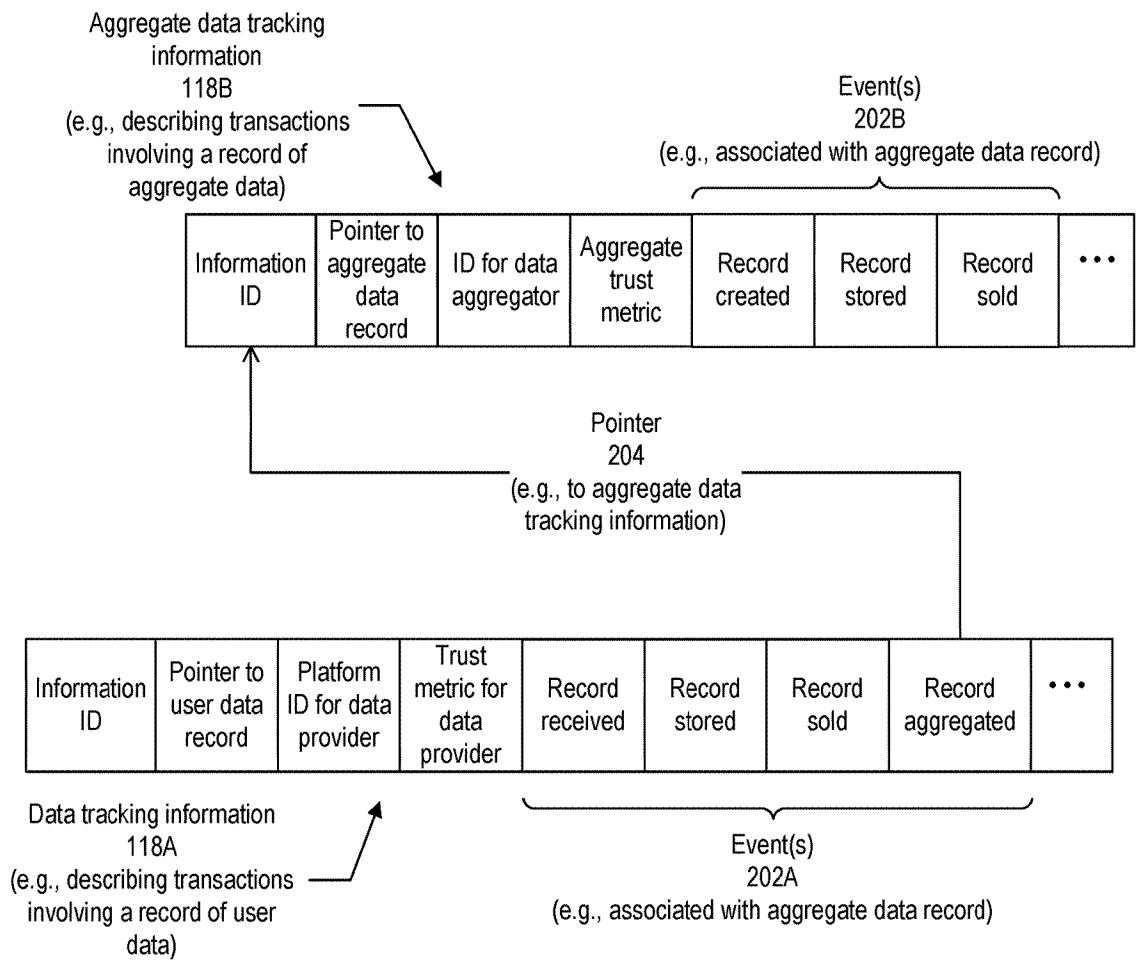 Aggregate data tracking
information
118B
(e.g., describing transactions
involving a record of
aggregate data)
Event(s)
202B
(e.g., associated with aggregate data record)
Information
ID
Pointer to
aggregate
data
record
ID for data
aggregator
Aggregate
trust
metric
Record
created
Record
stored
Record
sold
•••
Pointer
204
(e.g., to aggregate data
tracking information)
Information
ID
Pointer to
user data
record
Platform
ID for data
provider
Trust
metric for
data
provider
Record
received
Record
stored
Record
sold
Record
aggregated
•••
Data tracking information
118A
(e.g., describing transactions
involving a record of user
data)
Event(s)
202A
(e.g., associated with aggregate data record)